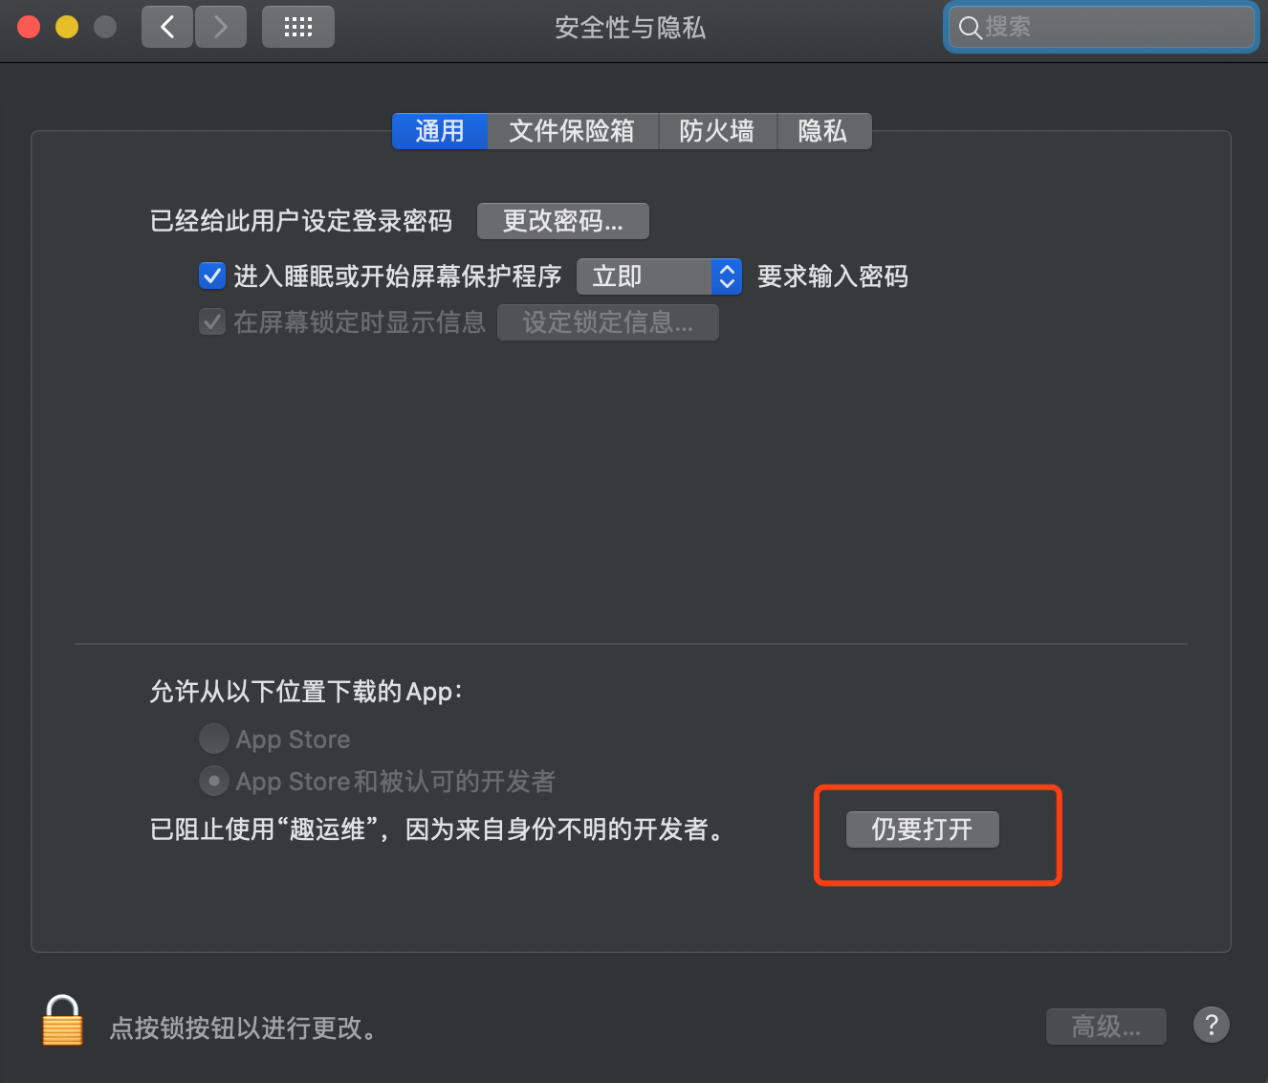 安全性与隐私
搜索
通用 文件保险箱 防火墙 隐私
已经给此用户设定登录密码 更改密码...
进入睡眠或开始屏幕保护程序 立即 要求输入密码
在屏幕锁定时显示信息 设定锁定信息...
允许从以下位置下载的App：
App Store
App Store和被认可的开发者
已阻止使用“趣运维”，因为来自身份不明的开发者。 仍要打开
点按锁按钮以进行更改。 高级... ?